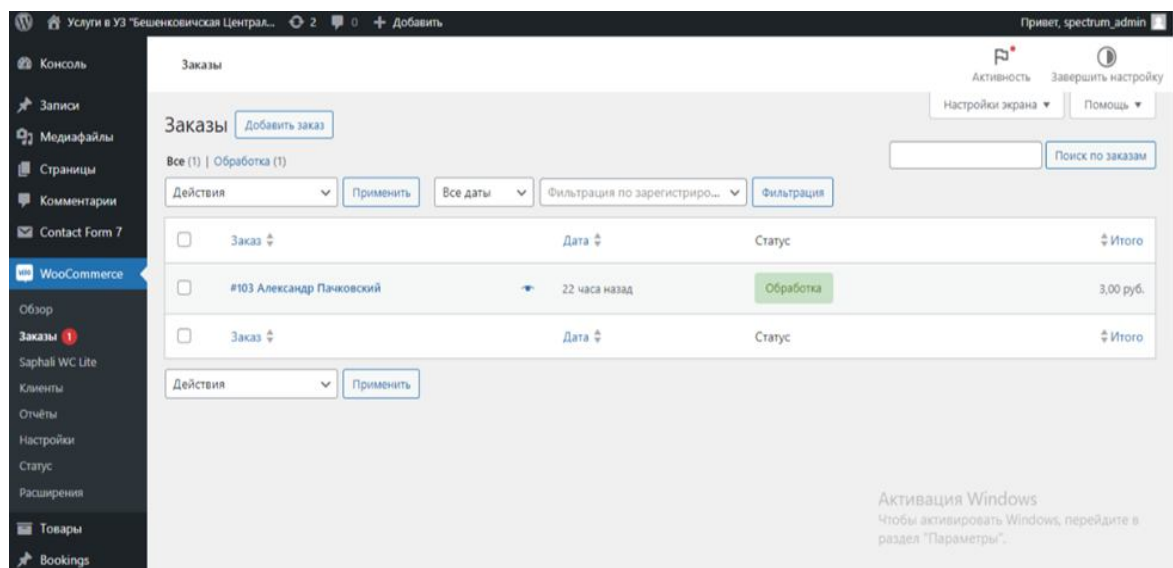 Услуги в УЗ "Бешенковичская Централ... 2 0 + Добавить Привет, spectrum_admin
Консоль
Записи
Медиафайлы
Страницы
Комментарии
Contact Form 7
WooCommerce
Обзор
Заказы 1
Saphali WC Lite
Клиенты
Отчёты
Настройки
Статус
Расширения
Товары
Bookings
Заказы
Активность Завершить настройку
Настройки экрана Помощь
Заказы Добавить заказ
Все (1) | Обработка (1)
Поиск по заказам
Действия Применить Все даты Фильтрация по зарегистриро... Фильтрация
Заказ Дата Статус Итого
#103 Александр Пачковский 22 часа назад Обработка 3,00 руб.
Заказ Дата Статус Итого
Действия Применить
Активация Windows
Чтобы активировать Windows, перейдите в
раздел "Параметры".